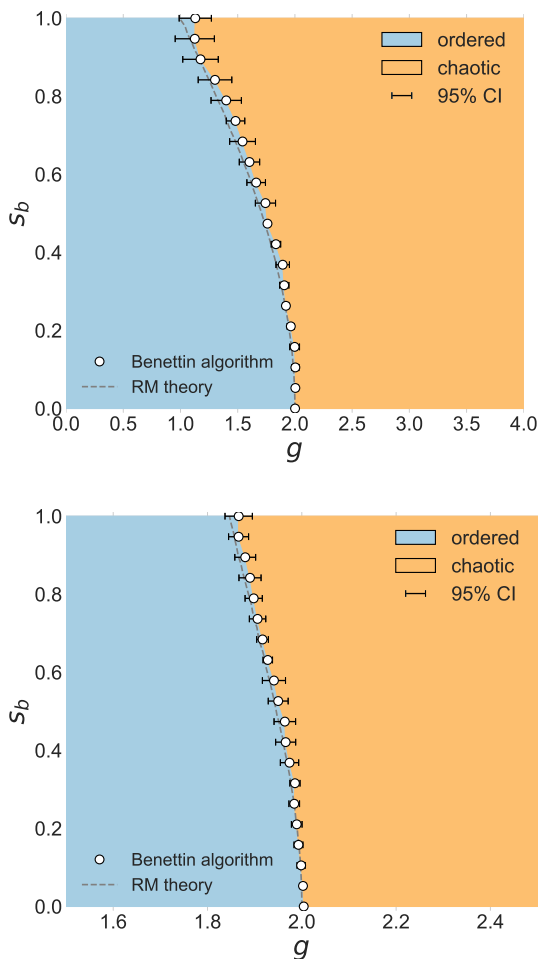 1.0
ordered
chaotic
0.8
95% CI
0.6
s_b
0.4
0.2
Benettin algorithm
RM theory
0.0
0.0 0.5 1.0 1.5 2.0 2.5 3.0 3.5 4.0
g
1.0
ordered
chaotic
0.8
95% CI
0.6
s_b
0.4
0.2
Benettin algorithm
RM theory
0.0
1.6 1.8 2.0 2.2 2.4
g